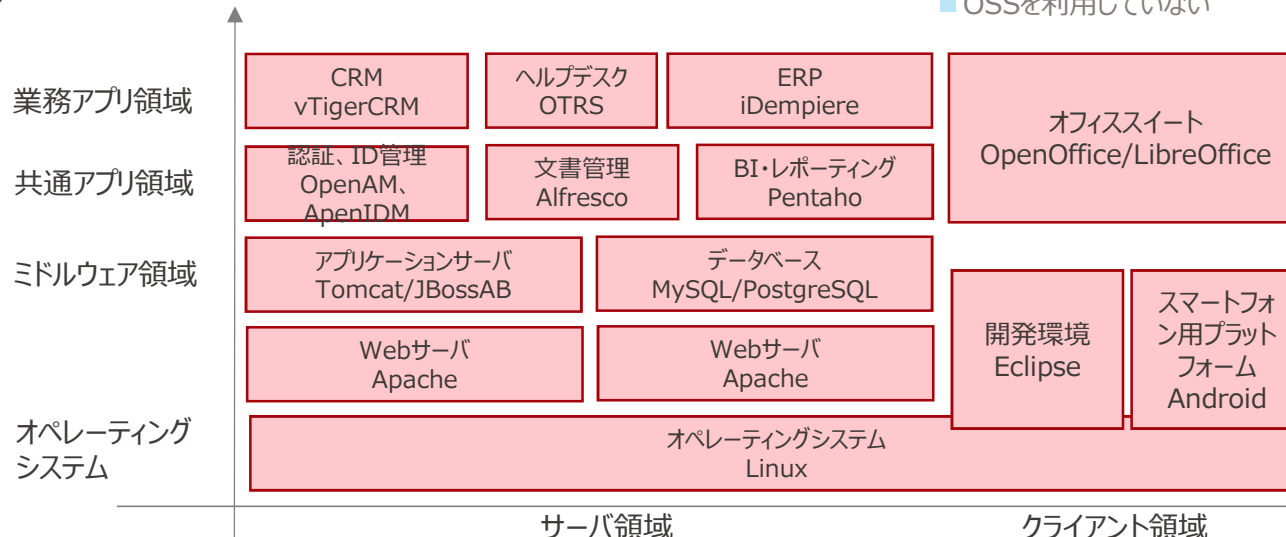 OSSを利用していない
業務アプリ領域
CRM
vTigerCRM
ヘルプデスク
OTRS
ERP
iDempiere
オフィススイート
OpenOffice/LibreOffice
共通アプリ領域
認証、ID管理
OpenAM、
ApenIDM
文書管理
Alfresco
BI・レポーティング
Pentaho
ミドルウェア領域
アプリケーションサーバ
Tomcat/JBossAB
データベース
MySQL/PostgreSQL
Webサーバ
Apache
Webサーバ
Apache
開発環境
Eclipse
スマートフォ
ン用プラット
フォーム
Android
オペレーティング
システム
オペレーティングシステム
Linux
サーバ領域
クライアント領域